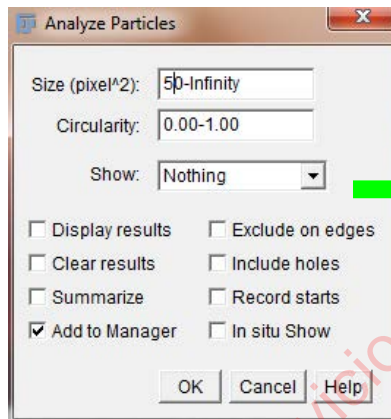 Analyze Particles
Size (pixel^2): 50-Infinity
Circularity: 0.00-1.00
Show: Nothing
Display results Exclude on edges
Clear results Include holes
Summarize Record starts
Add to Manager In situ Show
OK Cancel Help